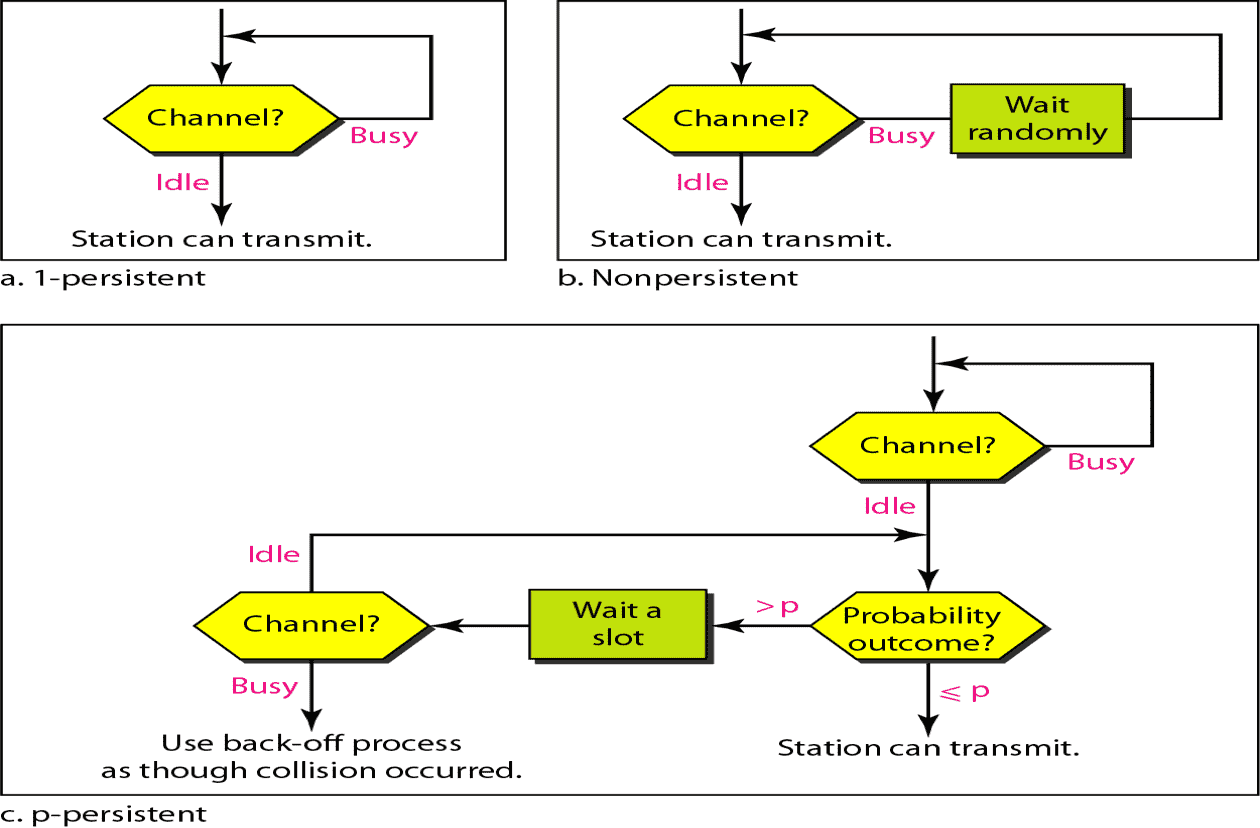 Channel?
Busy
Idle
Station can transmit.
a. 1-persistent
Channel?
Busy
Wait
randomly
Idle
Station can transmit.
b. Nonpersistent
Channel?
Busy
Idle
Probability
outcome?
>p
Wait a
slot
Channel?
Idle
Busy
Use back-off process
as though collision occurred.
⩽ p
Station can transmit.
c. p-persistent